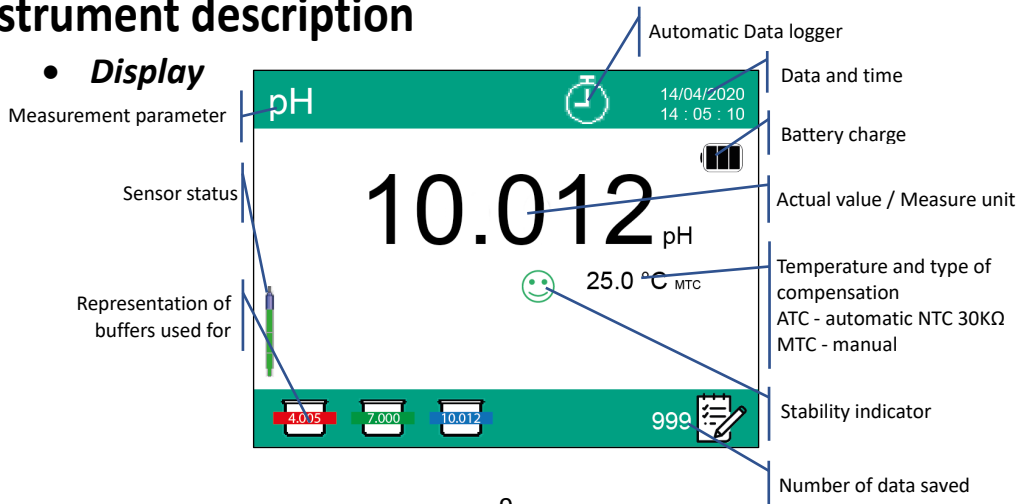 strument description
• Display
Automatic Data logger
Data and time
Measurement parameter
pH
14/04/2020
14 : 05 : 10
Battery charge
Sensor status
10.012 pH
Actual value / Measure unit
25.0 °C MTC
Temperature and type of
compensation
ATC - automatic NTC 30KΩ
MTC - manual
Representation of
buffers used for
4.005
7.000
10.012
999
Stability indicator
Number of data saved